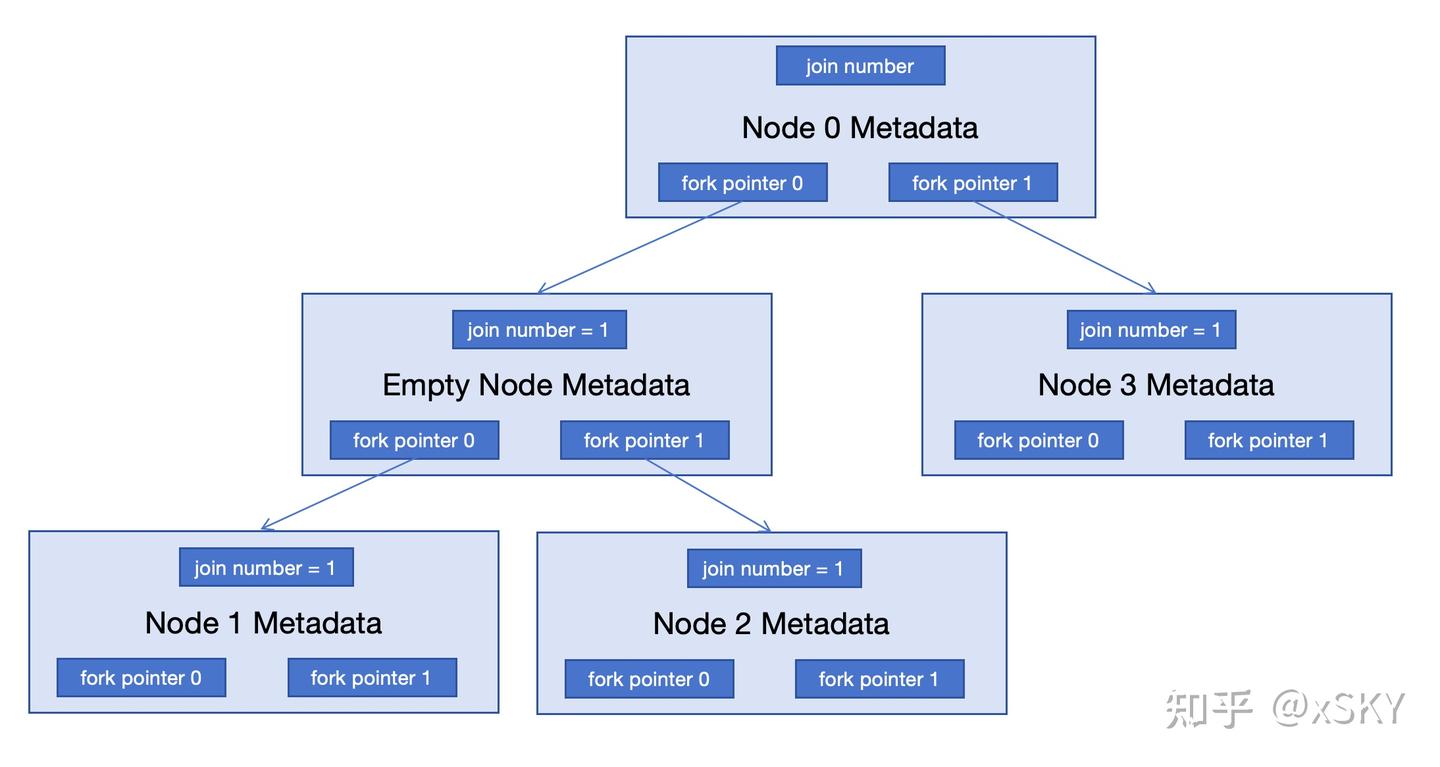 join number
Node 0 Metadata
fork pointer 0
fork pointer 1
join number = 1
Empty Node Metadata
fork pointer 0
fork pointer 1
join number = 1
Node 3 Metadata
fork pointer 0
fork pointer 1
join number = 1
Node 1 Metadata
fork pointer 0
fork pointer 1
join number = 1
Node 2 Metadata
fork pointer 0
fork pointer 1
知乎 @xSKY